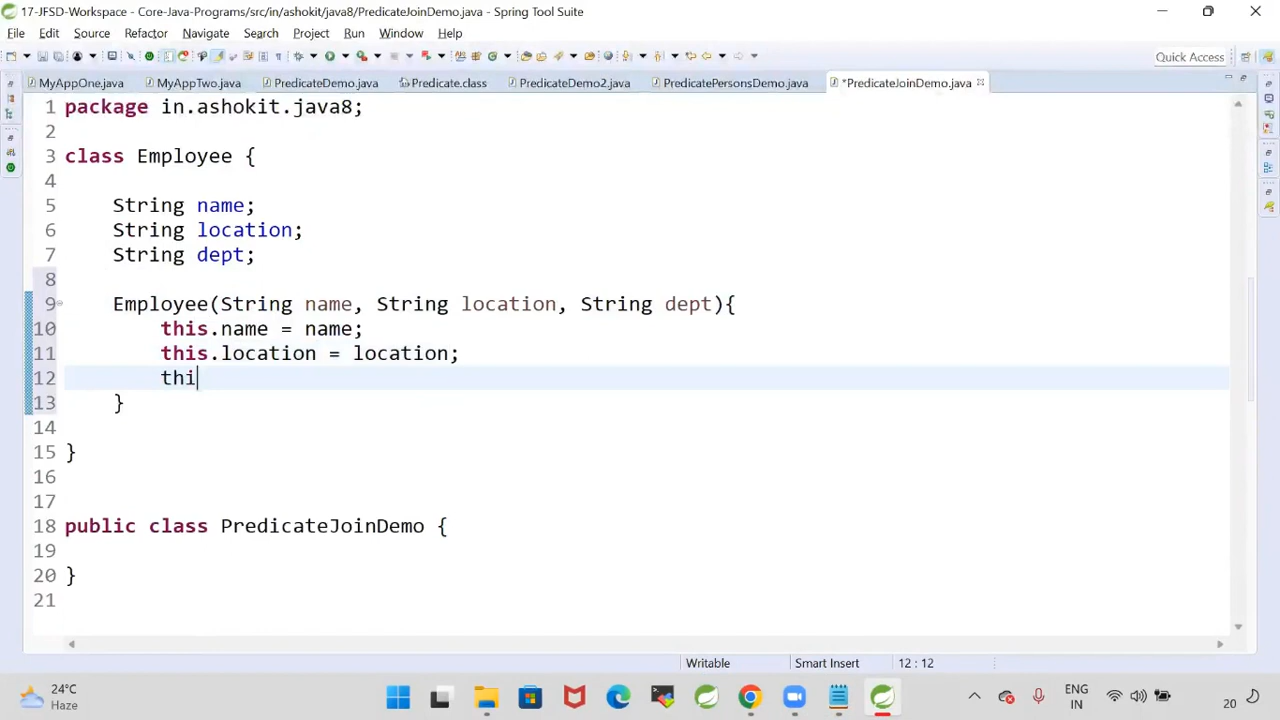 17-JFSD-Workspace - Core-Java-Programs/src/in/ashokit/java8/PredicateJoinDemo.java - Spring Tool Suite
File Edit Source Refactor Navigate Search Project Run Window Help
Quick Access
MyAppOne.java MyAppTwo.java PredicateDemo.java Predicate.class PredicateDemo2.java PredicatePersonsDemo.java *PredicateJoinDemo.java
1 package in.ashokit.java8;
2
3 class Employee {
4
5 String name;
6 String location;
7 String dept;
8
9 Employee(String name, String location, String dept){
10 this.name = name;
11 this.location = location;
12 thi
13 }
14
15 }
16
17
18 public class PredicateJoinDemo {
19
20 }
21
Writable Smart Insert 12 : 12
24°C
Haze
ENG
IN
20